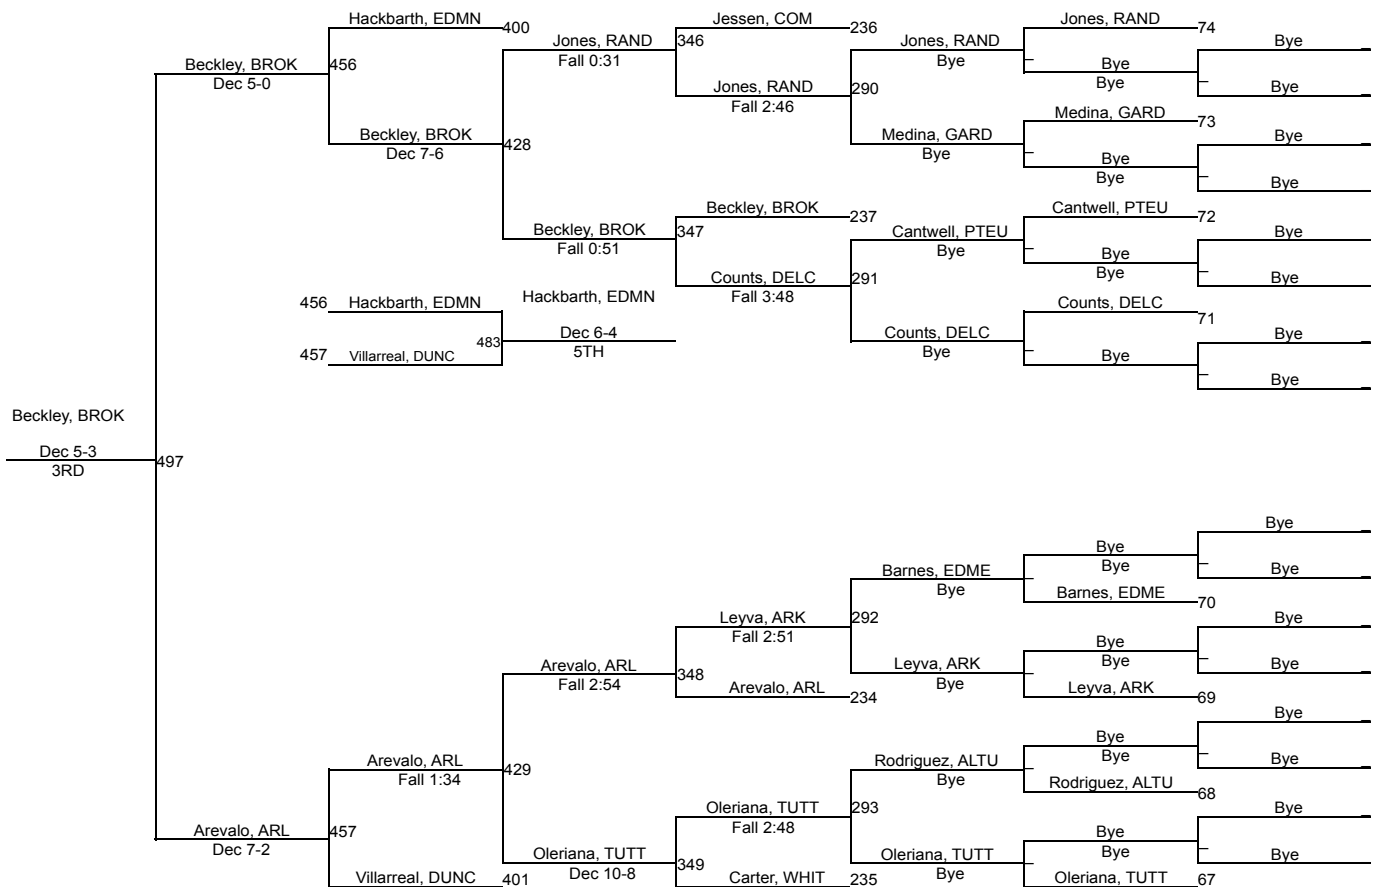 Hackbarth, EDMN
400
Jessen, COM
236
Jones, RAND
74
Jones, RAND
346
Jones, RAND
Bye
Fall 0:31
Bye
Beckley, BROK
456
Bye
Dec 5-0
Jones, RAND
290
Bye
Bye
Fall 2:46
Medina, GARD
73
Beckley, BROK
428
Medina, GARD
Bye
Dec 7-6
Bye
Bye
Bye
Bye
Beckley, BROK
237
Cantwell, PTEU
72
Beckley, BROK
347
Cantwell, PTEU
Bye
Fall 0:51
Bye
Bye
Bye
Counts, DELC
291
Bye
Fall 3:48
456
Hackbarth, EDMN
Hackbarth, EDMN
Counts, DELC
71
483
Dec 6-4
Counts, DELC
Bye
5TH
Bye
457
Villarreal, DUNC
Bye
Bye
Beckley, BROK
Dec 5-3
497
3RD
Bye
Bye
Bye
Barnes, EDME
Bye
Bye
Barnes, EDME
70
Leyva, ARK
292
Bye
Fall 2:51
Bye
Arevalo, ARL
348
Leyva, ARK
Bye
Bye
Fall 2:54
Bye
Arevalo, ARL
234
Leyva, ARK
69
Bye
Bye
Arevalo, ARL
429
Rodriguez, ALTU
Bye
Bye
Fall 1:34
Bye
Rodriguez, ALTU
68
Oleriana, TUTT
293
Bye
Fall 2:48
Arevalo, ARL
457
Bye
Dec 7-2
Oleriana, TUTT
349
Oleriana, TUTT
Bye
Bye
Dec 10-8
Bye
Villarreal, DUNC
401
Carter, WHIT
235
Oleriana, TUTT
67